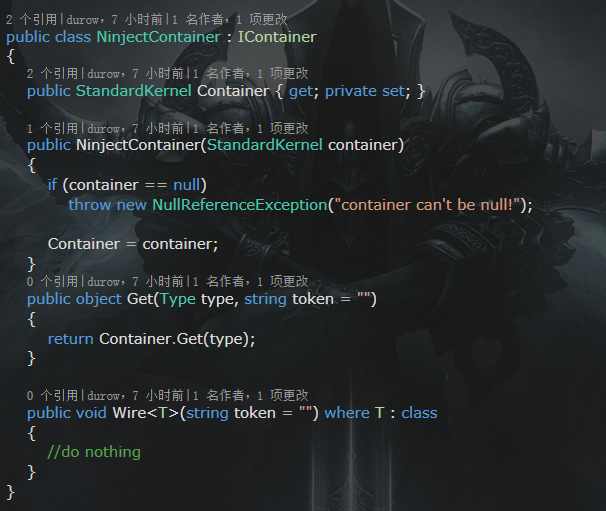 2 个引用|durow，7 小时前|1 名作者，1 项更改
public class NinjectContainer : IContainer
{
2 个引用|durow，7 小时前|1 名作者，1 项更改
public StandardKernel Container { get; private set; }
1 个引用|durow，7 小时前|1 名作者，1 项更改
public NinjectContainer(StandardKernel container)
{
if (container == null)
throw new NullReferenceException("container can't be null!");
Container = container;
}
0 个引用|durow，7 小时前|1 名作者，1 项更改
public object Get(Type type, string token = "")
{
return Container.Get(type);
}
0 个引用|durow，7 小时前|1 名作者，1 项更改
public void Wire<T>(string token = "") where T : class
{
//do nothing
}
}